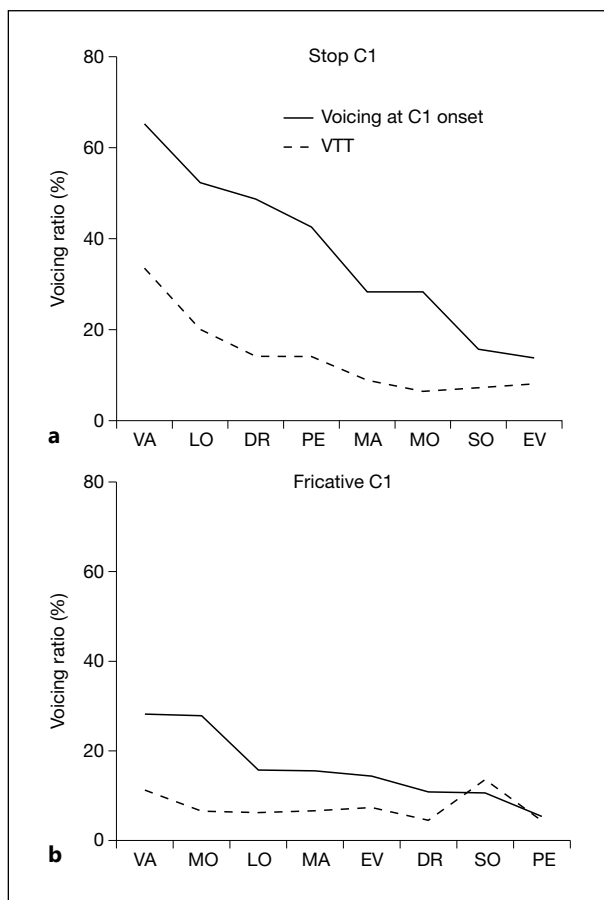 Stop C1
80
Voicing at C1 onset
VTT
60
Voicing ratio (%)
40
20
0
a
VA LO DR PE MA MO SO EV
Fricative C1
80
60
Voicing ratio (%)
40
20
0
b
VA MO LO MA EV DR SO PE